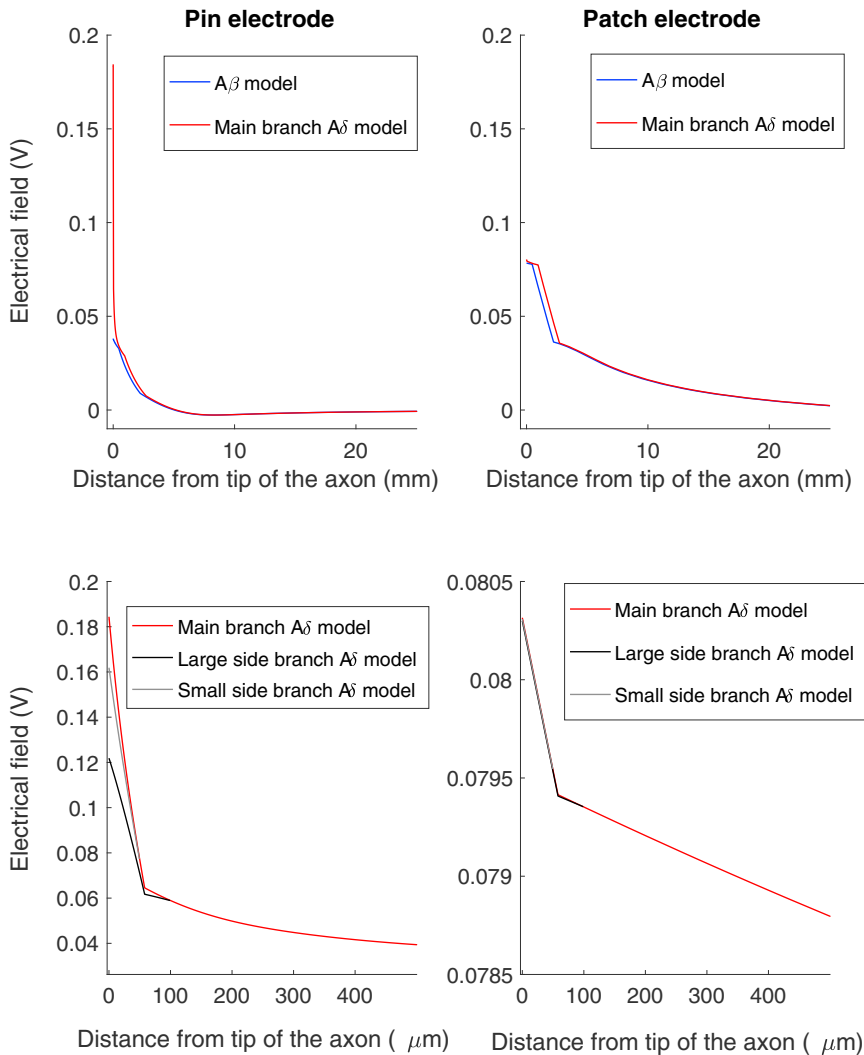 Pin electrode
Patch electrode
Electrical field (V)
0.2
0.15
0.1
0.05
0
0
10
20
Distance from tip of the axon (mm)
Aβ model
Main branch Aδ model
0.2
0.15
0.1
0.05
0
0
10
20
Distance from tip of the axon (mm)
Aβ model
Main branch Aδ model
Electrical field (V)
0.2
0.18
0.16
0.14
0.12
0.1
0.08
0.06
0.04
0
100
200
300
400
Distance from tip of the axon ( μm)
Main branch Aδ model
Large side branch Aδ model
Small side branch Aδ model
0.0805
0.08
0.0795
0.079
0.0785
0
100
200
300
400
Distance from tip of the axon ( μm)
Main branch Aδ model
Large side branch Aδ model
Small side branch Aδ model